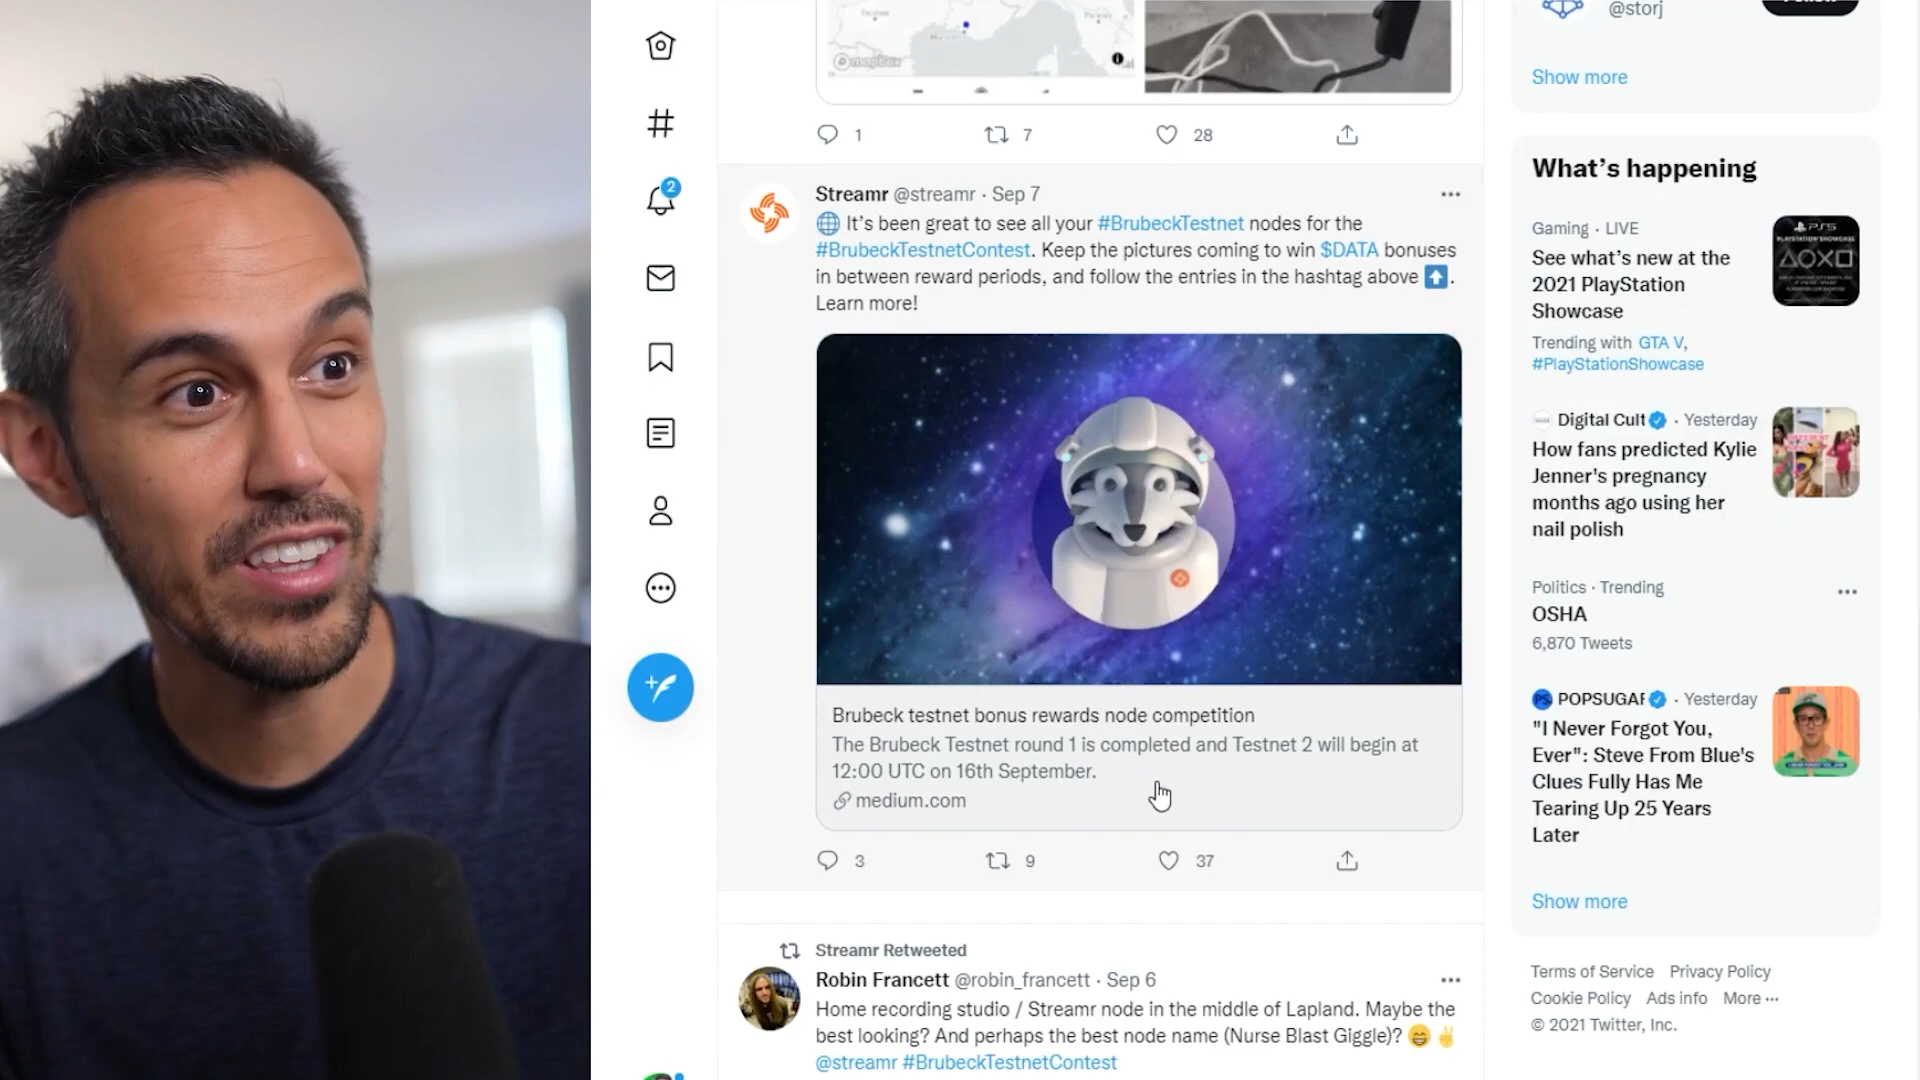 mapbox
1 7 28
2
Streamr @streamr · Sep 7
It's been great to see all your #BrubeckTestnet nodes for the
#BrubeckTestnetContest. Keep the pictures coming to win $DATA bonuses
in between reward periods, and follow the entries in the hashtag above ⬆.
Learn more!
Brubeck testnet bonus rewards node competition
The Brubeck Testnet round 1 is completed and Testnet 2 will begin at
12:00 UTC on 16th September.
medium.com
3 9 37
Streamr Retweeted
Robin Francett @robin_francett · Sep 6
Home recording studio / Streamr node in the middle of Lapland. Maybe the
best looking? And perhaps the best node name (Nurse Blast Giggle)? 😁✌
@streamr #BrubeckTestnetContest
@storj
Show more
What's happening
Gaming · LIVE
See what's new at the
2021 PlayStation
Showcase
Trending with GTA V,
#PlayStationShowcase
PS5
PLAYSTATION SHOWCASE
Digital Cult · Yesterday
How fans predicted Kylie
Jenner's pregnancy
months ago using her
nail polish
Politics · Trending
OSHA
6,870 Tweets
POPSUGAR · Yesterday
"I Never Forgot You,
Ever": Steve From Blue's
Clues Fully Has Me
Tearing Up 25 Years
Later
Show more
Terms of Service Privacy Policy
Cookie Policy Ads info More ···
© 2021 Twitter, Inc.